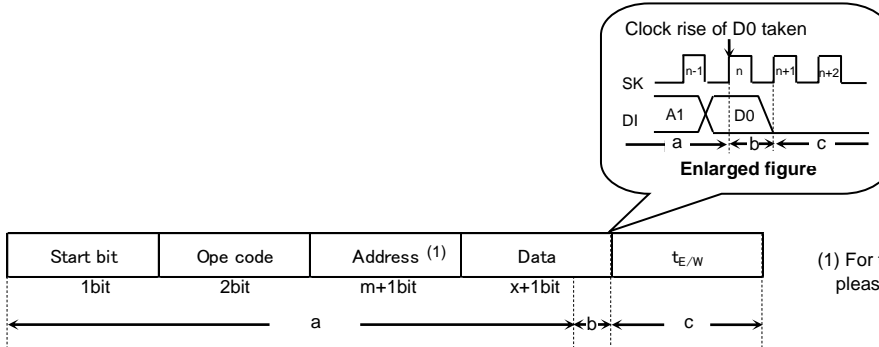 Clock rise of D0 taken
SK n-1 n n+1 n+2
DI A1 D0
a b c
Enlarged figure
Start bit Ope code Address (1) Data tE/W
1bit 2bit m+1bit x+1bit
a b c
(1) For
pleas